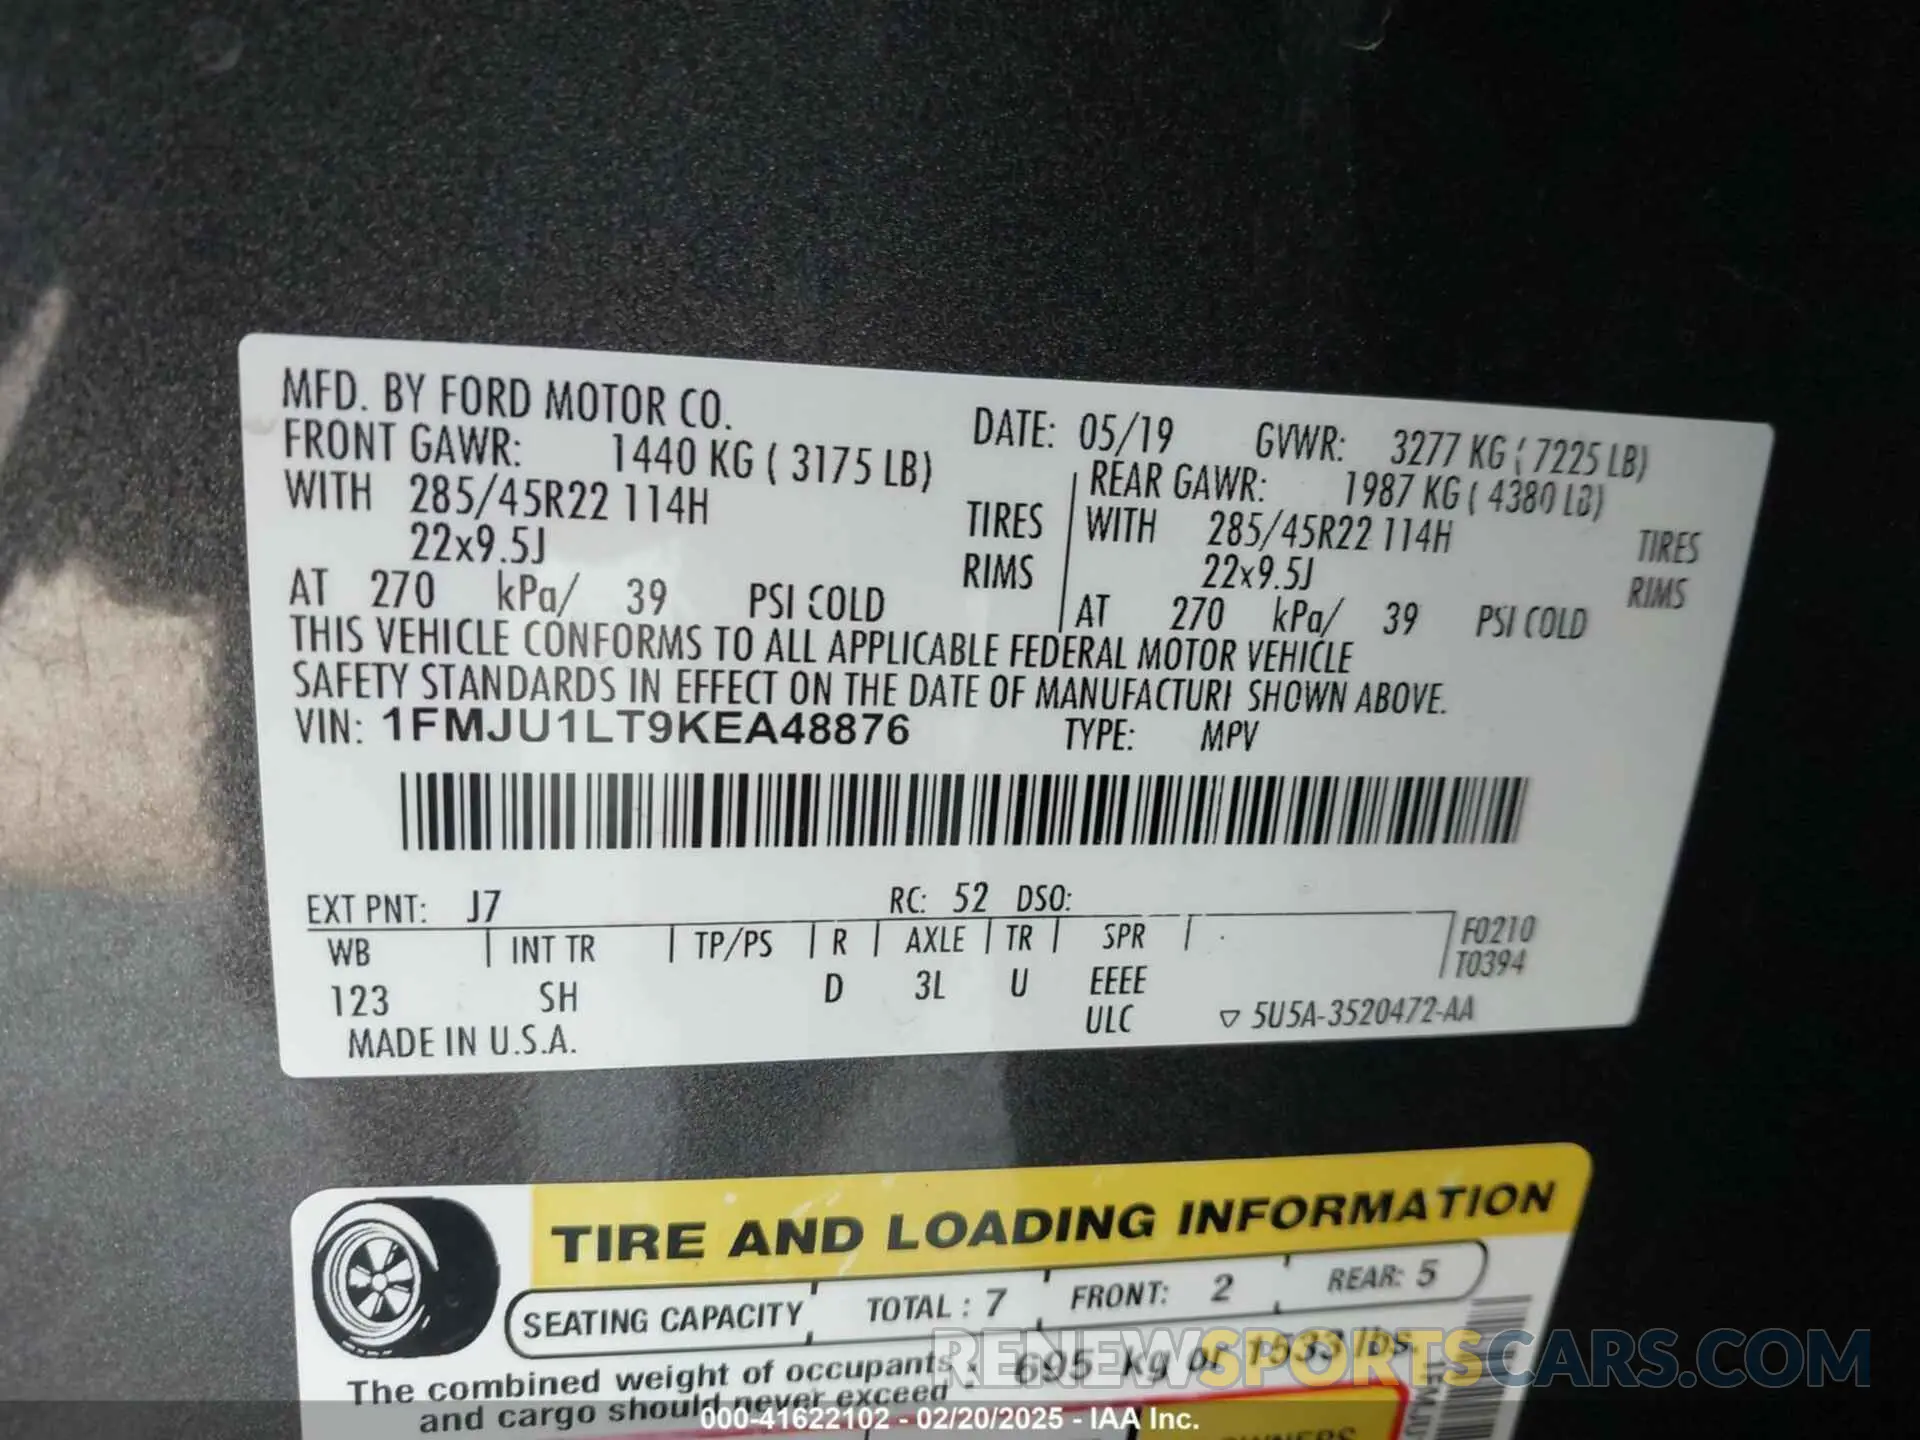 MFD. BY FORD MOTOR CO.
DATE: 05/19 GVWR: 3277 KG ( 7225 LB)
FRONT GAWR: 1440 KG ( 3175 LB)
REAR GAWR: 1987 KG ( 4380 LB)
WITH 285/45R22 114H TIRES
WITH 285/45R22 114H TIRES
22x9.5J RIMS
22x9.5J RIMS
AT 270 kPa/ 39 PSI COLD
AT 270 kPa/ 39 PSI COLD
THIS VEHICLE CONFORMS TO ALL APPLICABLE FEDERAL MOTOR VEHICLE
SAFETY STANDARDS IN EFFECT ON THE DATE OF MANUFACTURE SHOWN ABOVE.
VIN: 1FMJU1LT9KEA48876 TYPE: MPV
EXT PNT: J7 RC: 52 DSO:
WB INT TR TP/PS R AXLE TR SPR F0210
T0394
123 SH D 3L U EEEE
ULC ▽ 5U5A-3520472-AA
MADE IN U.S.A.
TIRE AND LOADING INFORMATION
SEATING CAPACITY TOTAL : 7 FRONT: 2 REAR: 5
The combined weight of occupants : 695 kg or 1533 lbs.
and cargo should never exceed
1FMJU
OWNERS
RENEWSPORTSCARS.COM
000-41622102 - 02/20/2025 - IAA Inc.